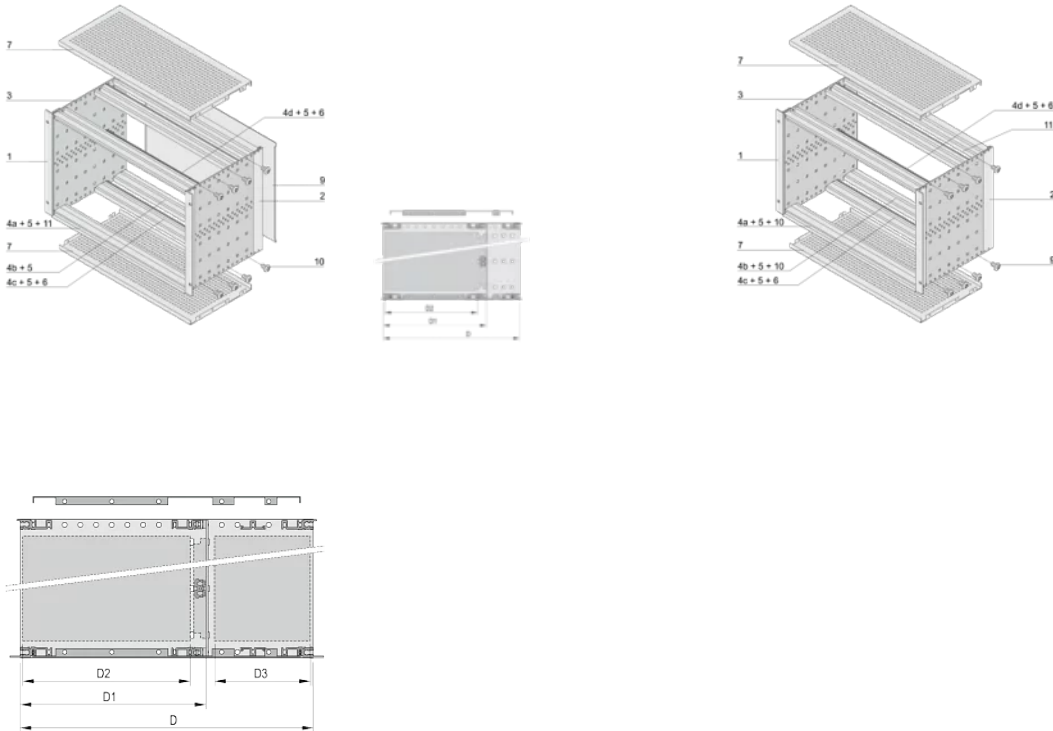 7
3
4d + 5 + 6
1
9
2
4a + 5 + 11
7
10
4b + 5
4c + 5 + 6
D2
D1
D
7
3
4d + 5 + 6
11
1
2
4a + 5 + 10
7
9
4b + 5 + 10
4c + 5 + 6
D2
D3
D1
D